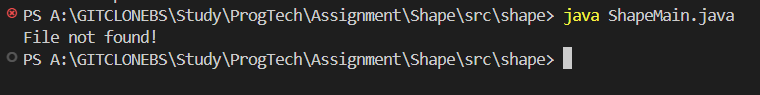 PS A:\GITCLONEBS\Study\ProgTech\Assignment\Shape\src\shape> java ShapeMain.java
File not found!
PS A:\GITCLONEBS\Study\ProgTech\Assignment\Shape\src\shape>